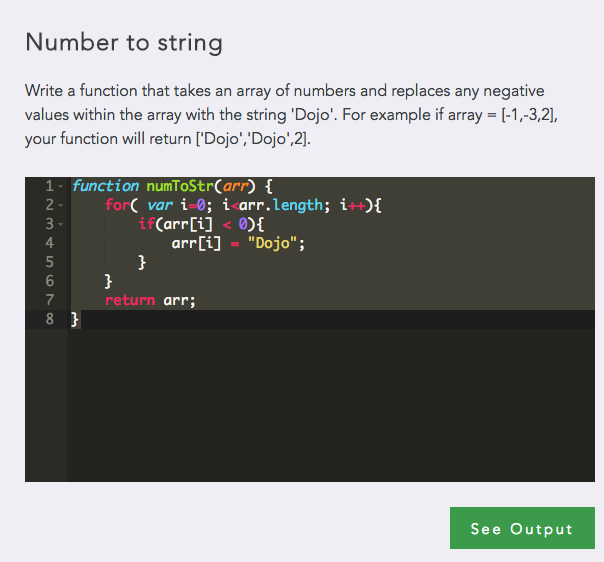 Number to string
Write a function that takes an array of numbers and replaces any negative
values within the array with the string 'Dojo'. For example if array = [-1,-3,2],
your function will return ['Dojo','Dojo',2].
1 function numToStr(arr) {
2 for( var i=0; i<arr.length; i++){
3 if(arr[i] < 0){
4 arr[i] = "Dojo";
5 }
6 }
7 return arr;
8 }
See Output